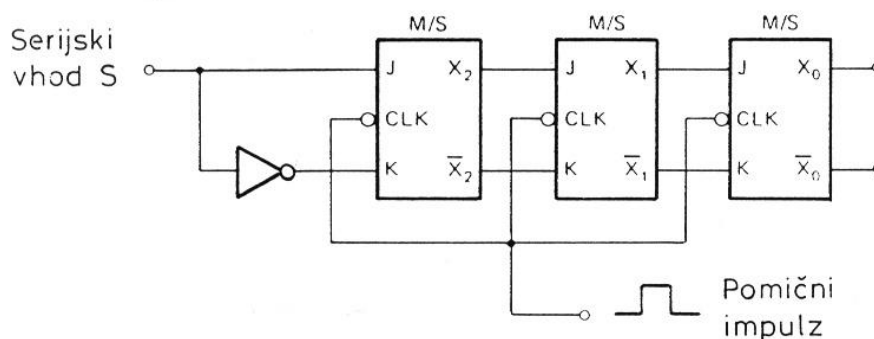 M/S M/S M/S
Serijski
vhod S
J X₂ J X₁ J X₀
CLK CLK CLK
K X̅₂ K X̅₁ K X̅₀
Pomični
impulz